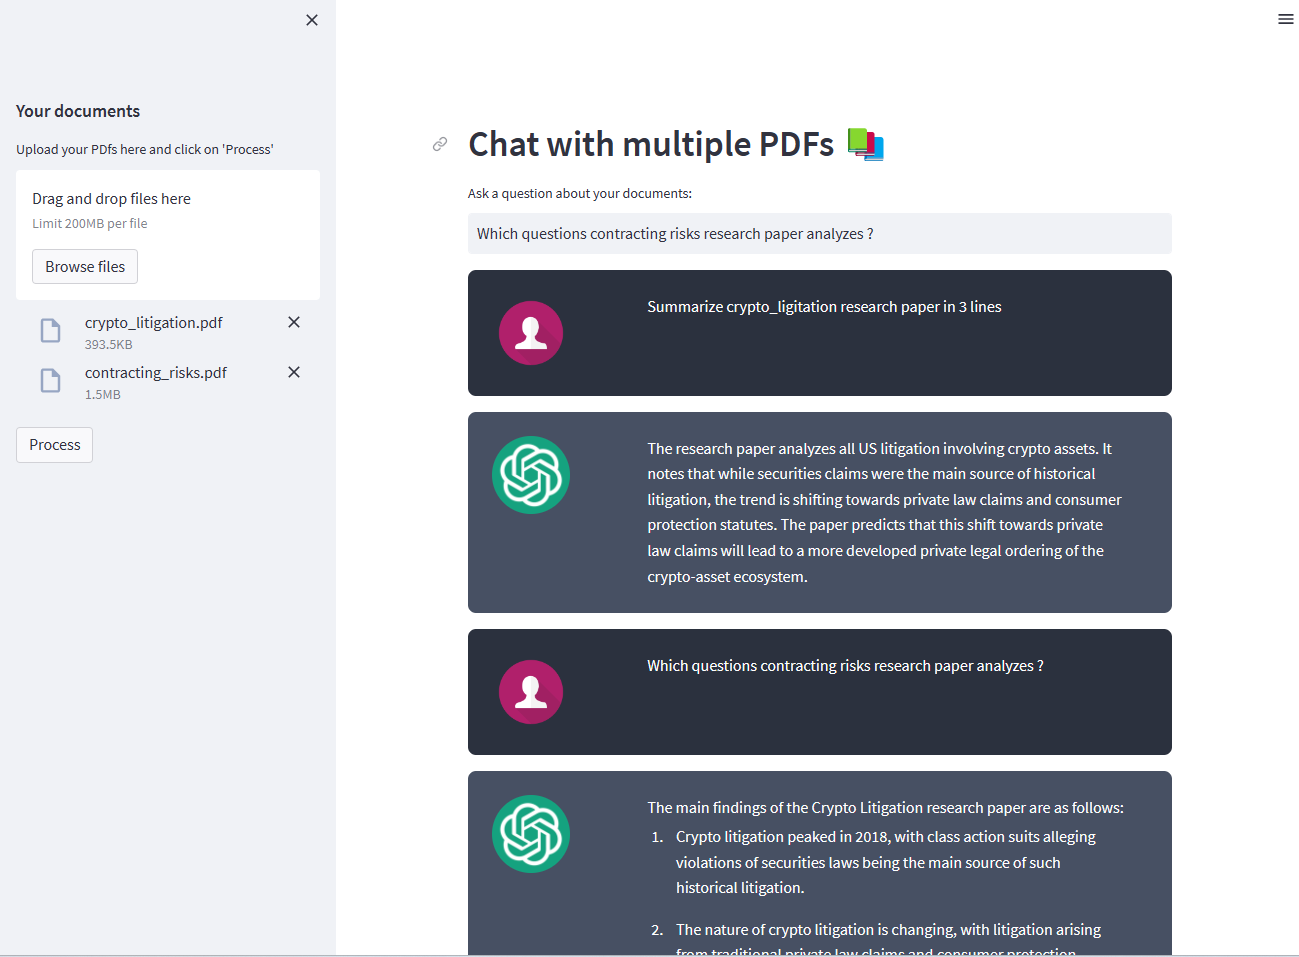 Your documents
Upload your PDfs here and click on 'Process'
Drag and drop files here
Limit 200MB per file
Browse files
crypto_litigation.pdf
393.5KB
contracting_risks.pdf
1.5MB
Process
Chat with multiple PDFs
Ask a question about your documents:
Which questions contracting risks research paper analyzes ?
Summarize crypto_ligitation research paper in 3 lines
The research paper analyzes all US litigation involving crypto assets. It
notes that while securities claims were the main source of historical
litigation, the trend is shifting towards private law claims and consumer
protection statutes. The paper predicts that this shift towards private
law claims will lead to a more developed private legal ordering of the
crypto-asset ecosystem.
Which questions contracting risks research paper analyzes ?
The main findings of the Crypto Litigation research paper are as follows:
1. Crypto litigation peaked in 2018, with class action suits alleging
violations of securities laws being the main source of such
historical litigation.
2. The nature of crypto litigation is changing, with litigation arising
from traditional private law claims and consumer protection